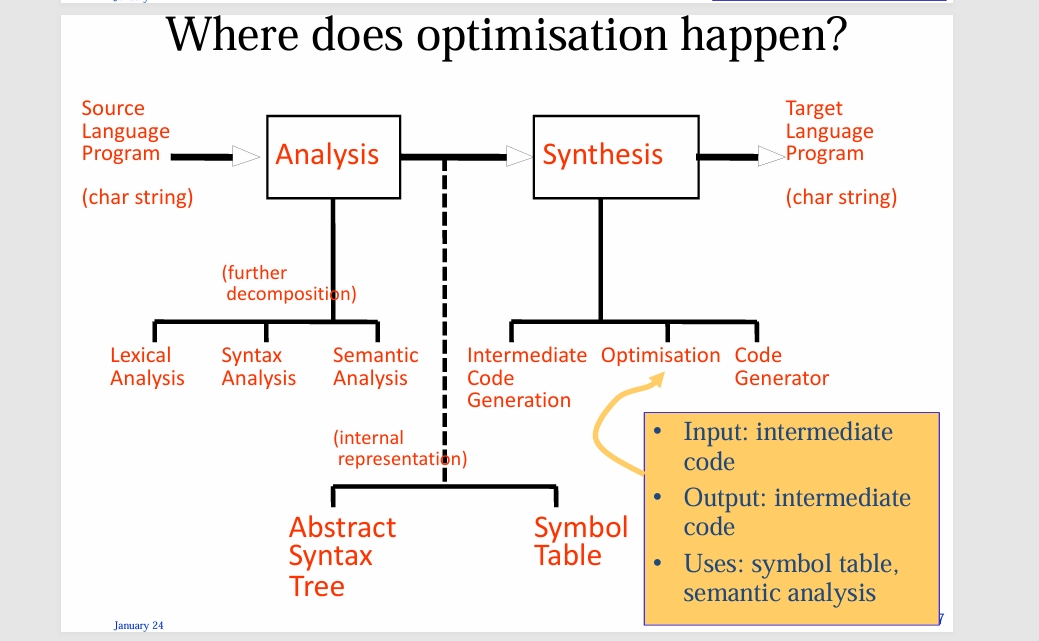 Where does optimisation happen?
Source
Language
Program
(char string)
Analysis
Synthesis
Target
Language
Program
(char string)
(further
decomposition)
Lexical
Analysis
Syntax
Analysis
Semantic
Analysis
Intermediate
Code
Generation
Optimisation
Code
Generator
(internal
representation)
Abstract
Syntax
Tree
Symbol
Table
• Input: intermediate
code
• Output: intermediate
code
• Uses: symbol table,
semantic analysis
January 24
7